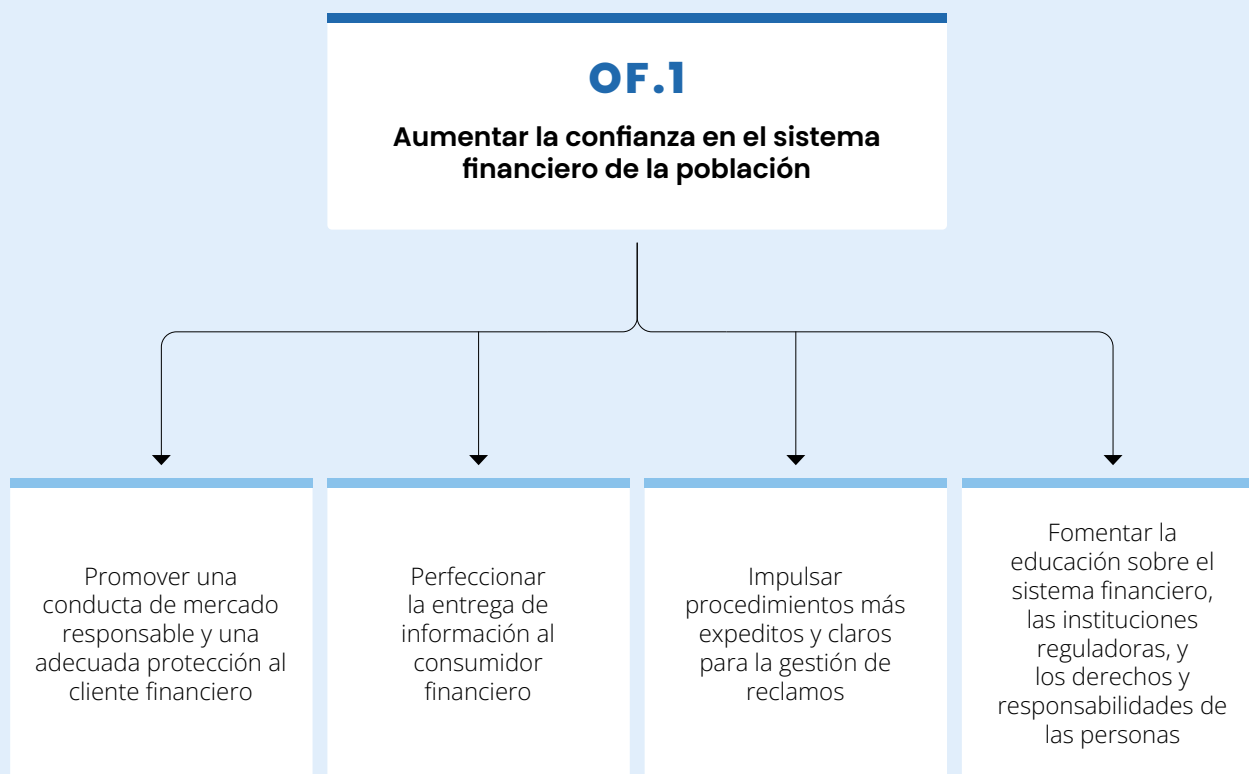 OF.1
Aumentar la confianza en el sistema
financiero de la población
Promover una
conducta de mercado
responsable y una
adecuada protección al
cliente financiero
Perfeccionar
la entrega de
información al
consumidor
financiero
Impulsar
procedimientos más
expeditos y claros
para la gestión de
reclamos
Fomentar la
educación sobre el
sistema financiero,
las instituciones
reguladoras, y
los derechos y
responsabilidades de
las personas